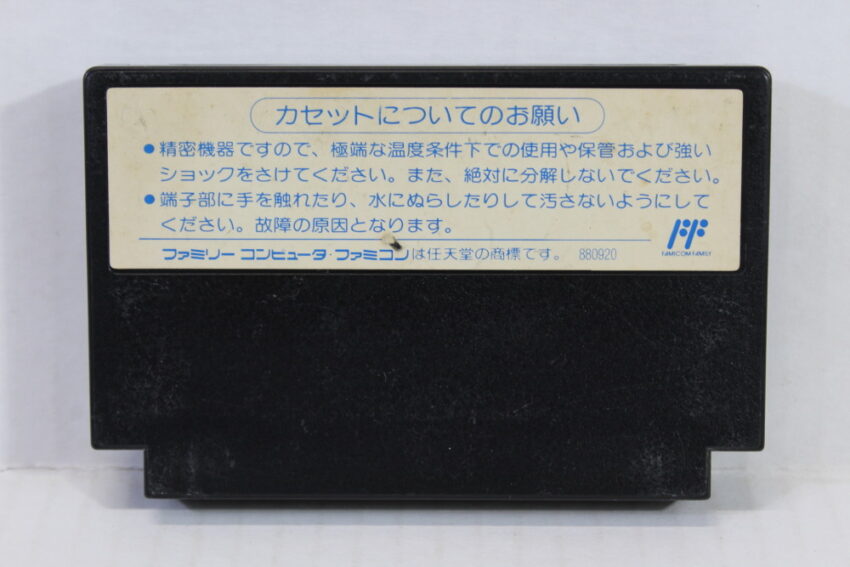 カセットについてのお願い
●精密機器ですので、極端な温度条件下での使用や保管および強い
ショックをさけてください。また、絶対に分解しないでください。
●端子部に手を触れたり、水にぬらしたりして汚さないようにして
ください。故障の原因となります。
ファミリー コンピュータ・ファミコンは任天堂の商標です。 880920
FF
FAMICOM FAMILY